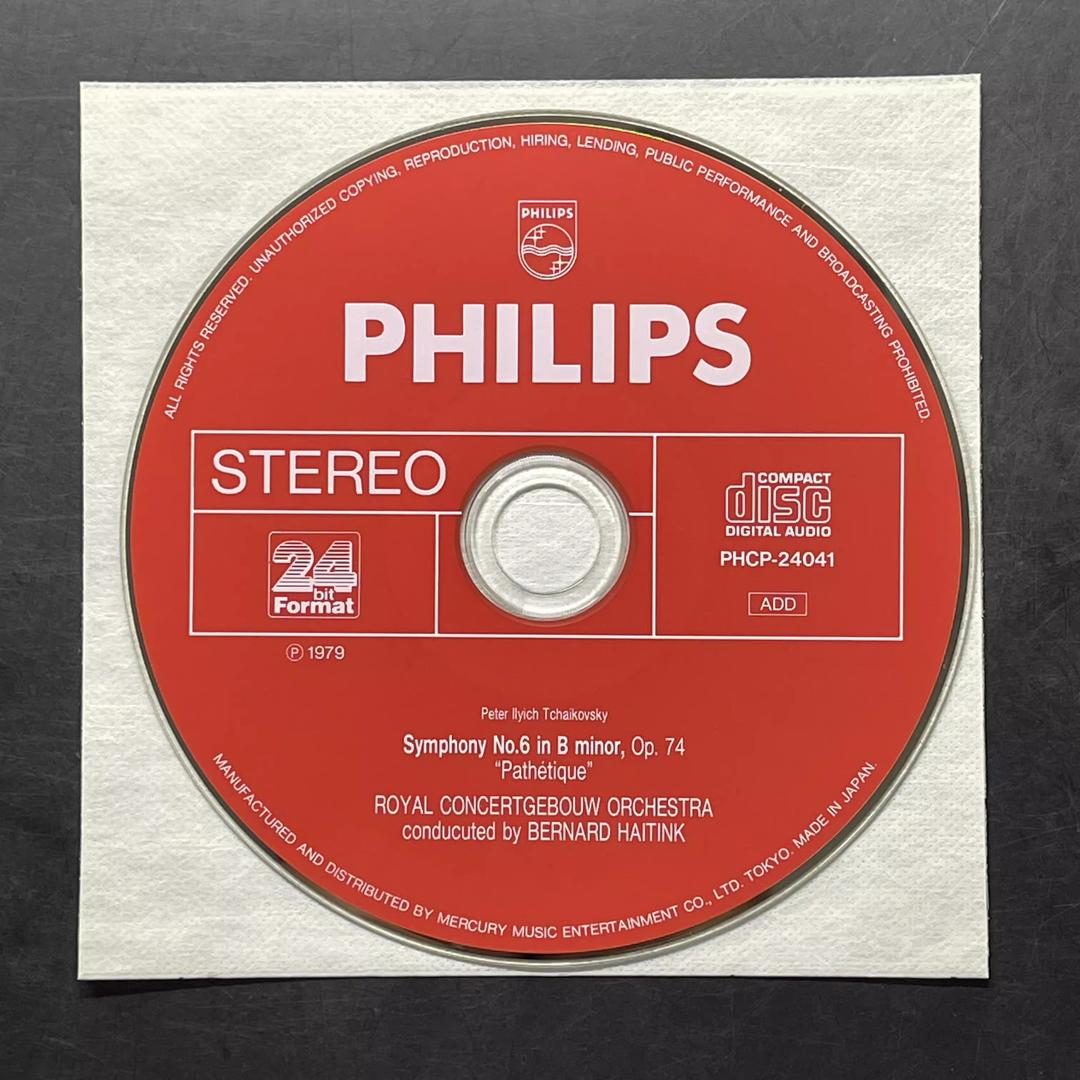 ALL RIGHTS RESERVED. UNAUTHORIZED COPYING, REPRODUCTION, HIRING, LENDING, PUBLIC PERFORMANCE AND BROADCASTING PROHIBITED.
PHILIPS
PHILIPS
STEREO
COMPACT
disc
DIGITAL AUDIO
PHCP-24041
24
bit
Format
ADD
Ⓟ 1979
Peter Ilyich Tchaikovsky
Symphony No.6 in B minor, Op. 74
“Pathétique”
ROYAL CONCERTGEBOUW ORCHESTRA
conducuted by BERNARD HAITINK
MANUFACTURED AND DISTRIBUTED BY MERCURY MUSIC ENTERTAINMENT CO., LTD. TOKYO. MADE IN JAPAN.